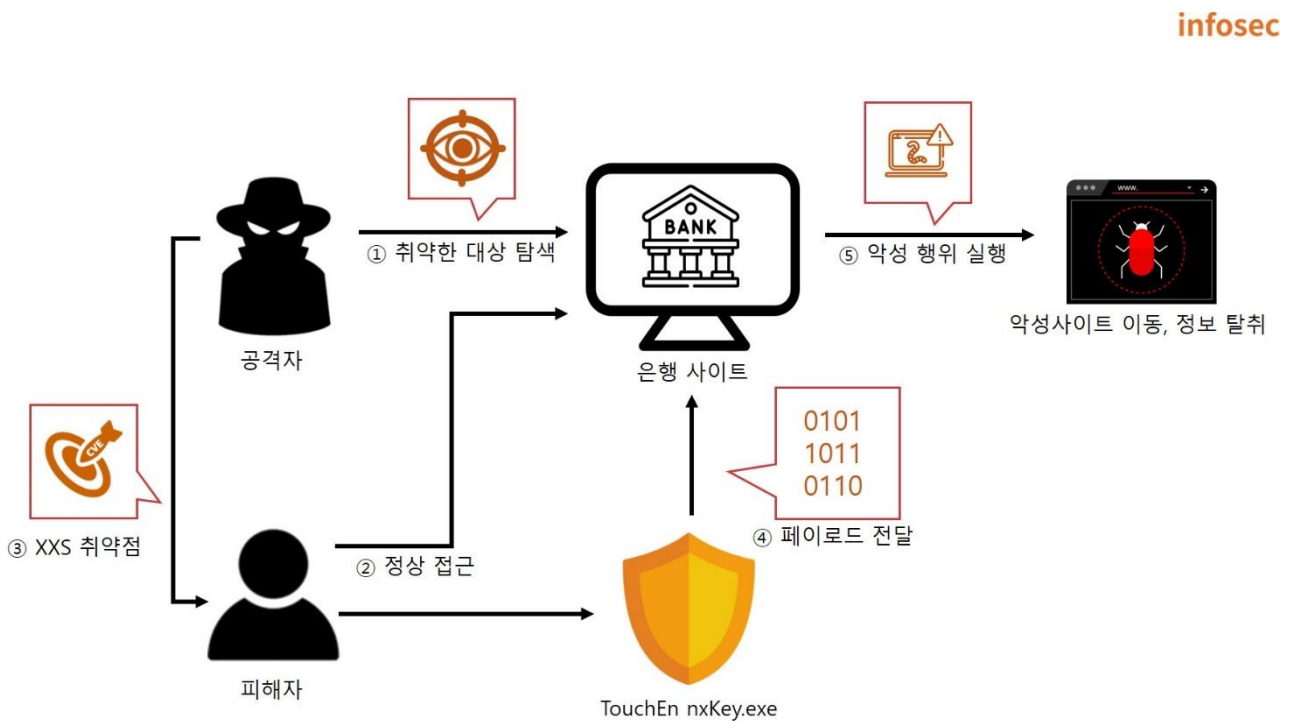 infosec
BANK
WWW.
① 취약한 대상 탐색
⑤ 악성 행위 실행
악성사이트 이동, 정보 탈취
공격자
은행 사이트
CVE
0101
1011
0110
③ XXS 취약점
② 정상 접근
④ 페이로드 전달
피해자
TouchEn nxKey.exe